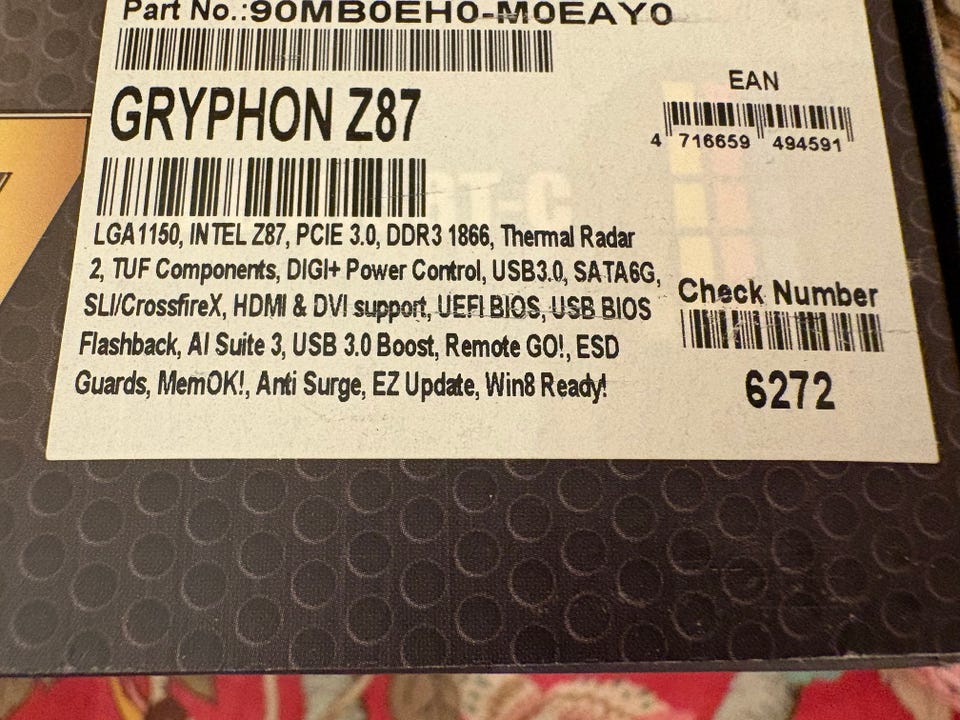 Part No.:90MB0EH0-M0EAY0
GRYPHON Z87
EAN
4 716659 494591
LGA1150, INTEL Z87, PCIE 3.0, DDR3 1866, Thermal Radar
2, TUF Components, DIGI+ Power Control, USB3.0, SATA6G,
SLI/CrossfireX, HDMI & DVI support, UEFI BIOS, USB BIOS
Flashback, AI Suite 3, USB 3.0 Boost, Remote GO!, ESD
Guards, MemOK!, Anti Surge, EZ Update, Win8 Ready!
Check Number
6272